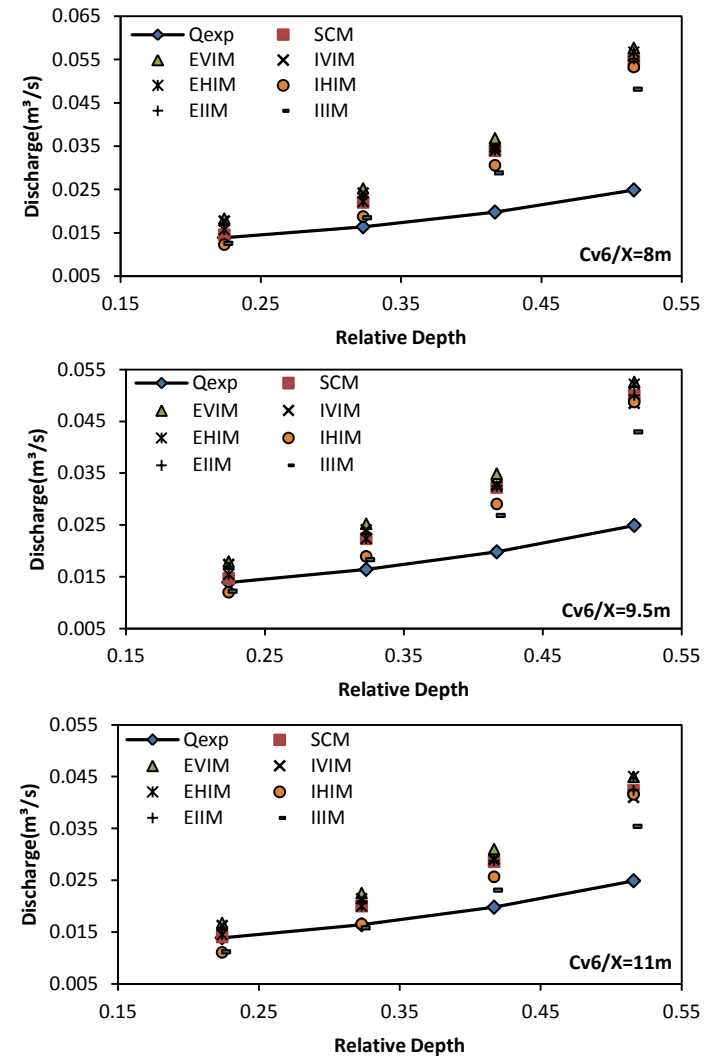 0.065
0.055
0.045
0.035
0.025
0.015
0.005
Discharge(m³/s)
Qexp SCM
EVIM IVIM
EHIM IHIM
EIIM IIIM
Cv6/X=8m
0.15 0.25 0.35 0.45 0.55
Relative Depth
0.055
0.045
0.035
0.025
0.015
0.005
Discharge(m³/s)
Qexp SCM
EVIM IVIM
EHIM IHIM
EIIM IIIM
Cv6/X=9.5m
0.15 0.25 0.35 0.45 0.55
Relative Depth
0.055
0.045
0.035
0.025
0.015
0.005
Discharge(m³/s)
Qexp SCM
EVIM IVIM
EHIM IHIM
EIIM IIIM
Cv6/X=11m
0.15 0.25 0.35 0.45 0.55
Relative Depth